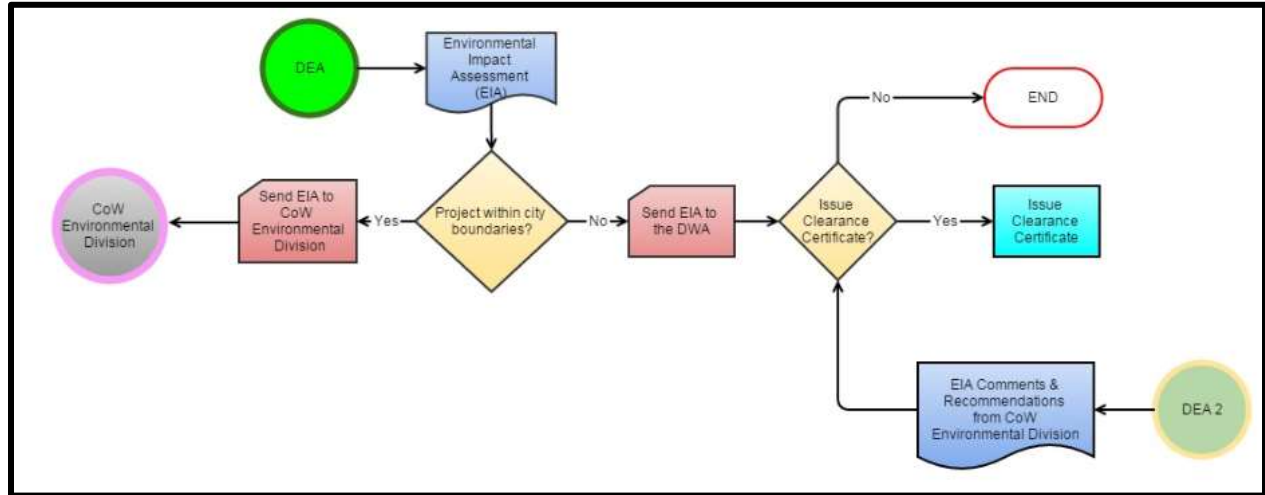 DEA
Environmental
Impact
Assessment
(EIA)
No
END
CoW
Environmental
Division
Send EIA to
CoW
Environmental
Division
Yes
Project within city
boundaries?
No
Send EIA to
the DWA
Issue
Clearance
Certificate?
Yes
Issue
Clearance
Certificate
EIA Comments &
Recommendations
from CoW
Environmental Division
DEA 2